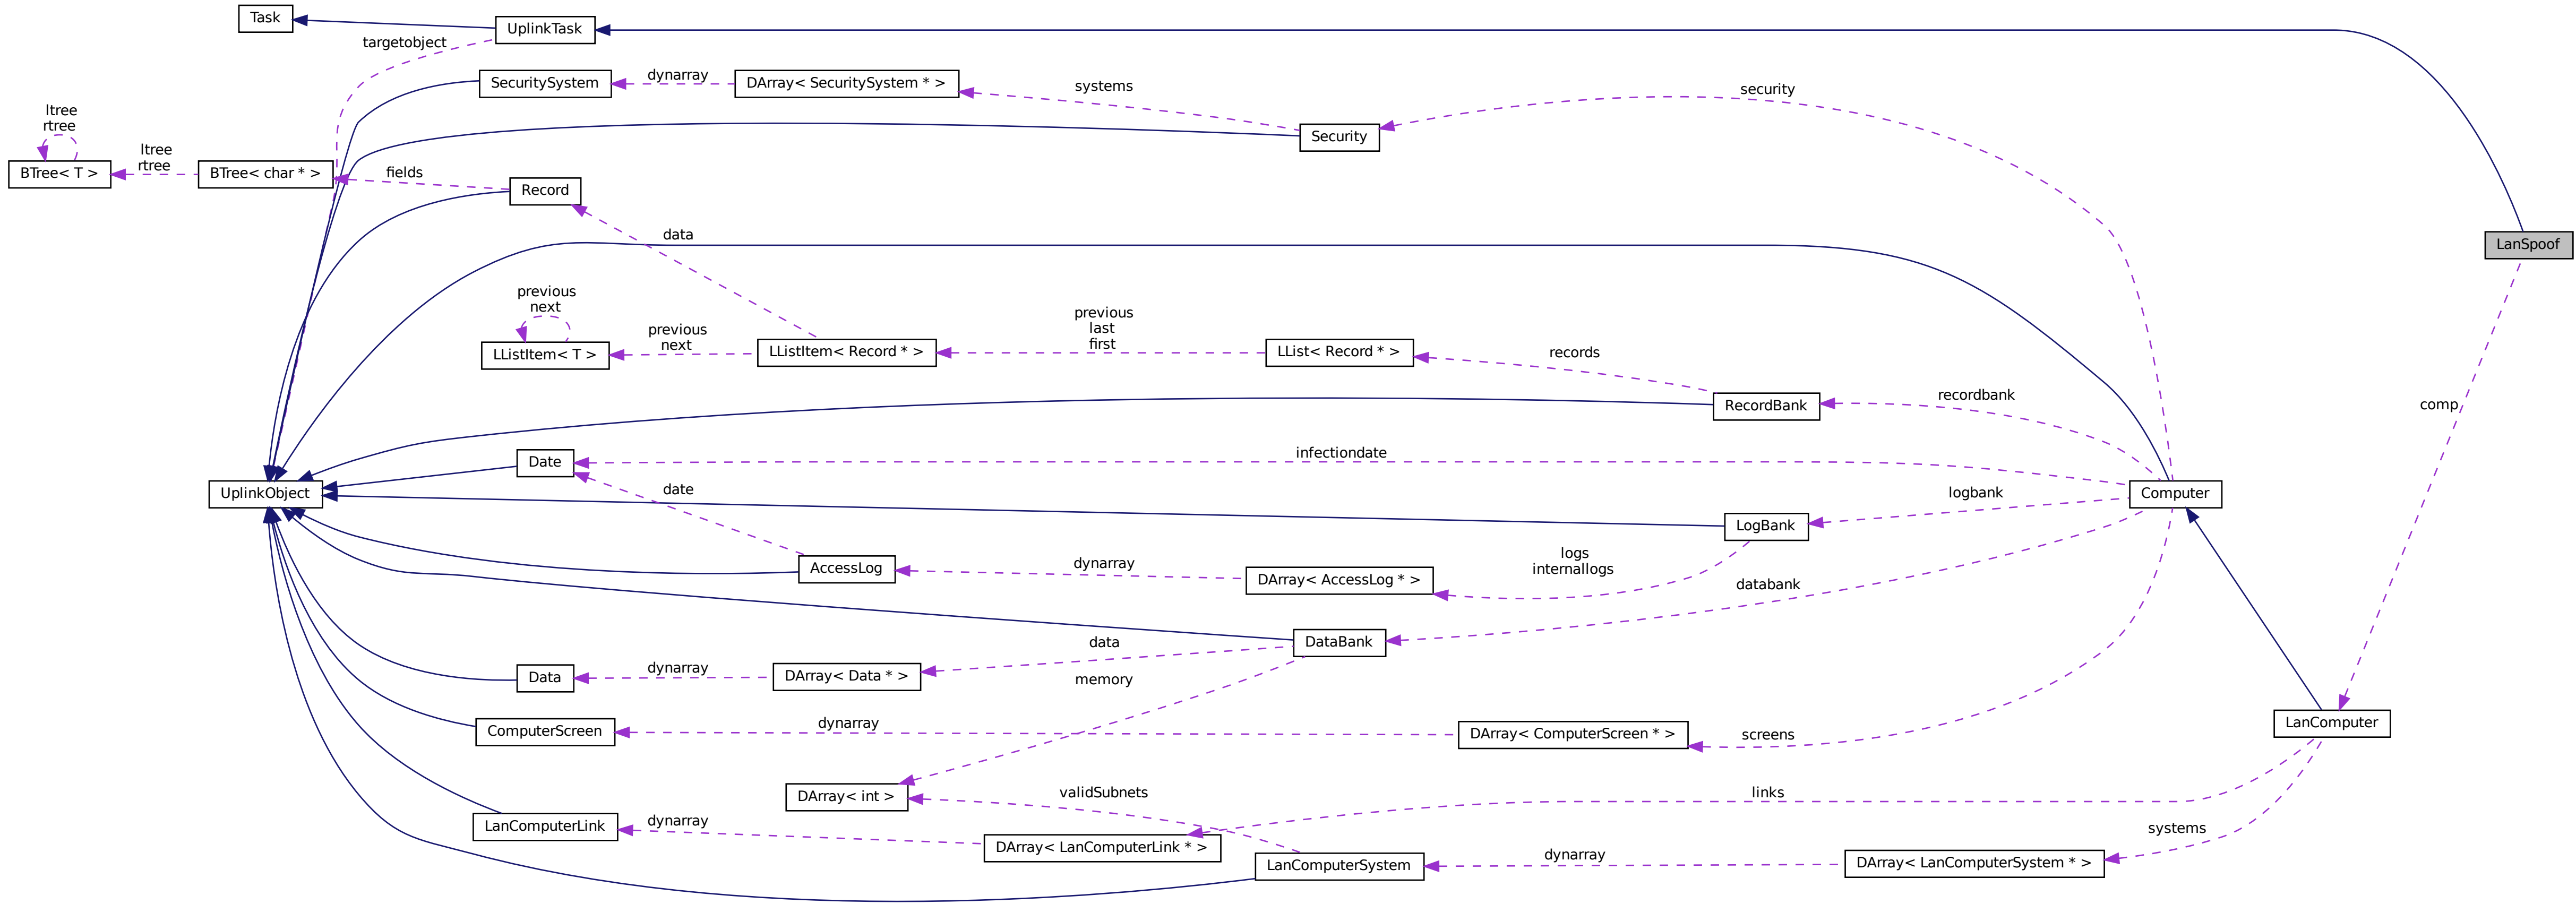 Task
UplinkTask
targetobject
SecuritySystem
dynarray
DArray< SecuritySystem * >
systems
security
ltree
rtree
Security
BTree< T >
ltree
rtree
BTree< char * >
fields
Record
data
LanSpoof
previous
next
LListItem< T >
previous
next
LListItem< Record * >
previous
last
first
LList< Record * >
records
RecordBank
recordbank
comp
Date
infectiondate
UplinkObject
date
LogBank
logbank
Computer
AccessLog
dynarray
DArray< AccessLog * >
logs
internallogs
databank
DataBank
data
Data
dynarray
DArray< Data * >
memory
ComputerScreen
dynarray
DArray< ComputerScreen * >
screens
LanComputer
DArray< int >
validSubnets
links
LanComputerLink
dynarray
DArray< LanComputerLink * >
systems
LanComputerSystem
dynarray
DArray< LanComputerSystem * >